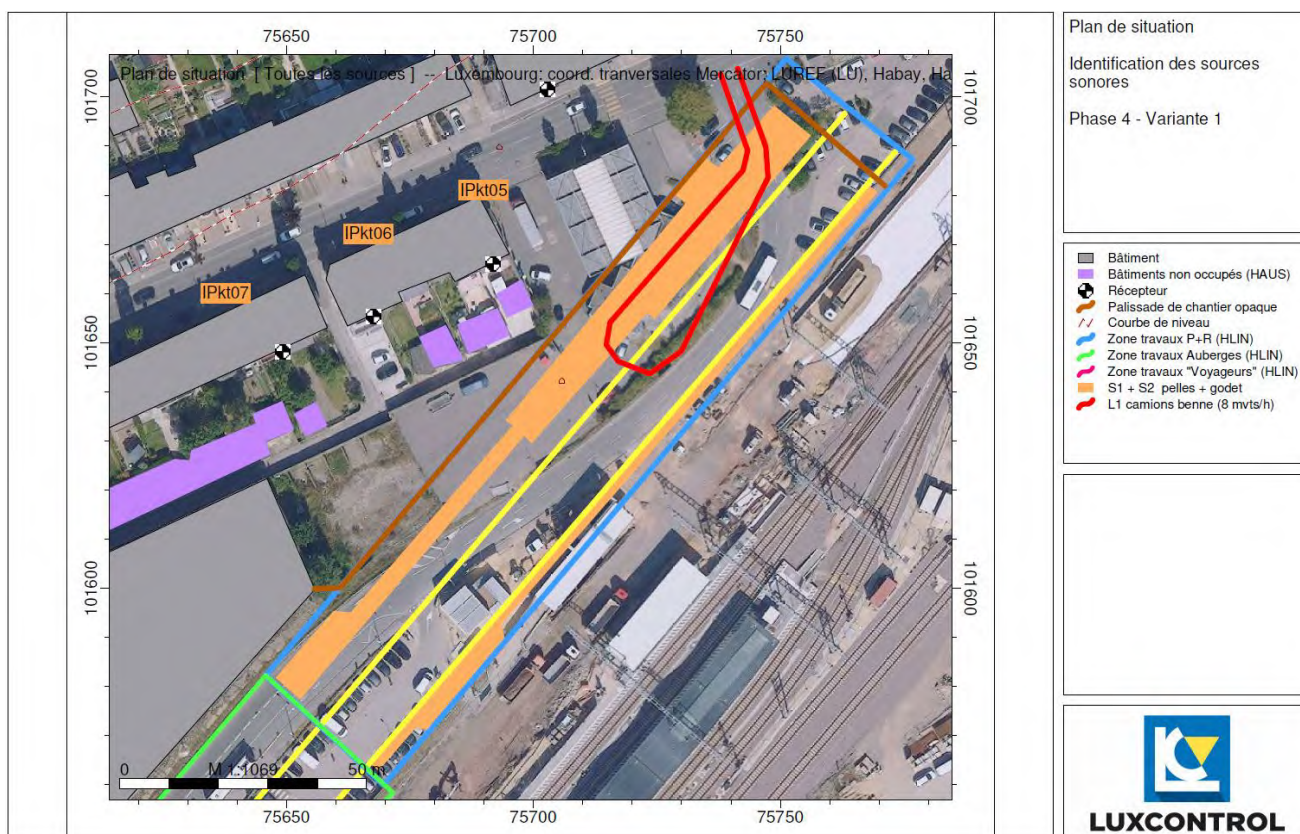 75650
75700
75750
Plan de situation [ Toutes les sources ] -- Luxembourg: coord. tranversales Mercator: LUREF (LU), Habay, Ha
101700
101700
IPkt05
IPkt06
IPkt07
101650
101650
101600
101600
0
M 1:1069
50 m
75650
75700
75750
Plan de situation
Identification des sources
sonores
Phase 4 - Variante 1
Bâtiment
Bâtiments non occupés (HAUS)
Récepteur
Palissade de chantier opaque
Courbe de niveau
Zone travaux P+R (HLIN)
Zone travaux Auberges (HLIN)
Zone travaux "Voyageurs" (HLIN)
S1 + S2 pelles + godet
L1 camions benne (8 mvts/h)
LUXCONTROL